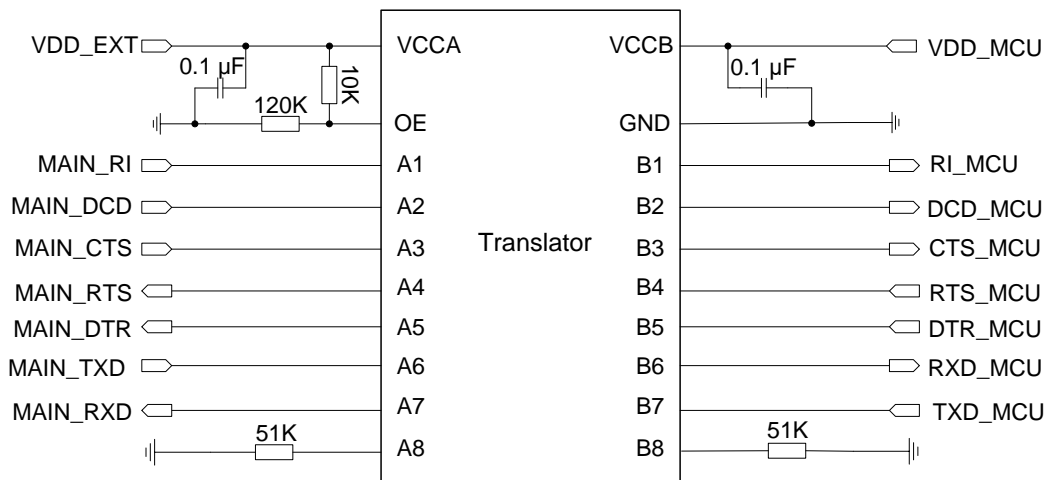 VDD_EXT VCCA VCCB VDD_MCU
0.1 µF 10K 0.1 µF
120K OE GND
MAIN_RI A1 B1 RI_MCU
MAIN_DCD A2 B2 DCD_MCU
MAIN_CTS A3 Translator B3 CTS_MCU
MAIN_RTS A4 B4 RTS_MCU
MAIN_DTR A5 B5 DTR_MCU
MAIN_TXD A6 B6 RXD_MCU
MAIN_RXD A7 B7 TXD_MCU
51K A8 B8 51K